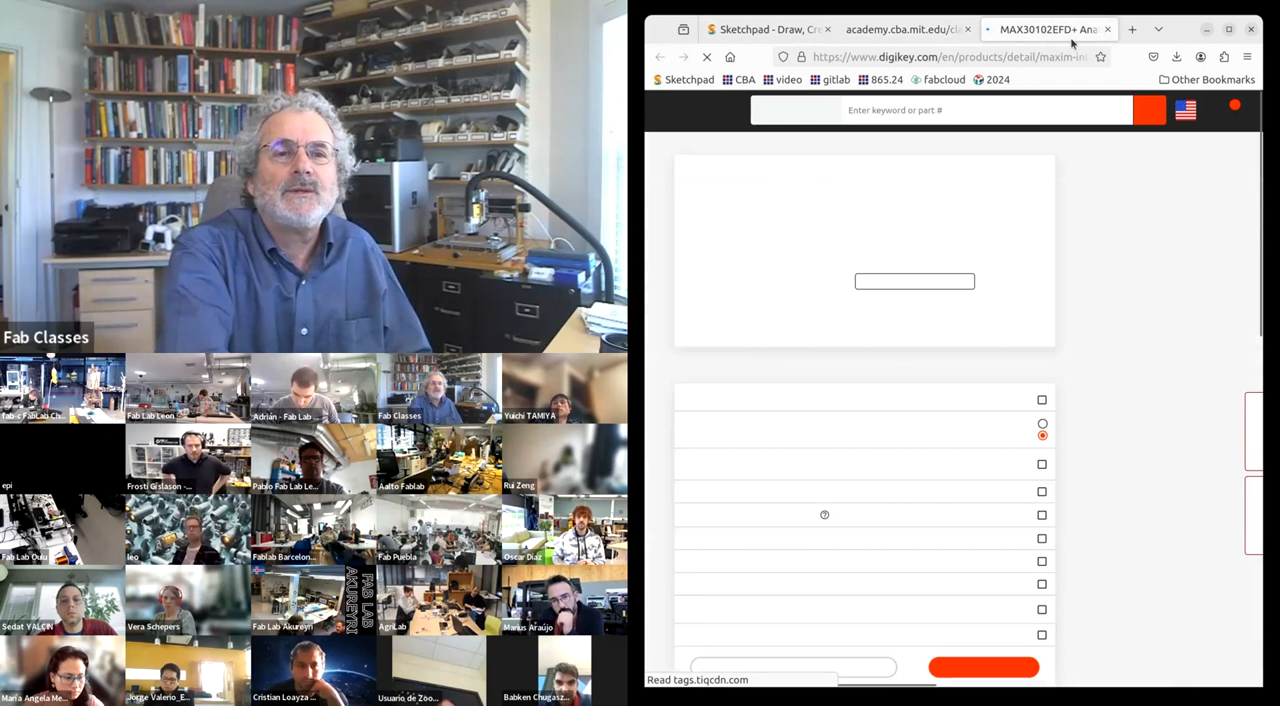 Fab Classes
fab-c FabLab Ch...
Fab Lab Leon
Adrián - Fab Lab ...
Fab Classes
Yuichi TAMIYA
epi
Frosti Gíslason - ...
Pablo Fab Lab Le...
Aalto Fablab
Rui Zeng
Fab Lab Oulu
leo
Fablab Barcelon...
Fab Puebla
Oscar Diaz
Sedat YALÇIN
Vera Schepers
Fab Lab Akureyri
FAB LAB
AKUREYRI
AgriLab
Marius Araújo
María Angela Me...
Jorge Valerio_E...
Cristian Loayza ...
Usuario de Zoo...
Babken Chugasz...
Sketchpad - Draw, Cre
academy.cba.mit.edu/cl
MAX30102EFD+ Ana
https://www.digikey.com/en/products/detail/maxim-in
Sketchpad CBA video gitlab 865.24 fabcloud 2024 Other Bookmarks
Enter keyword or part #
Read tags.tiqcdn.com